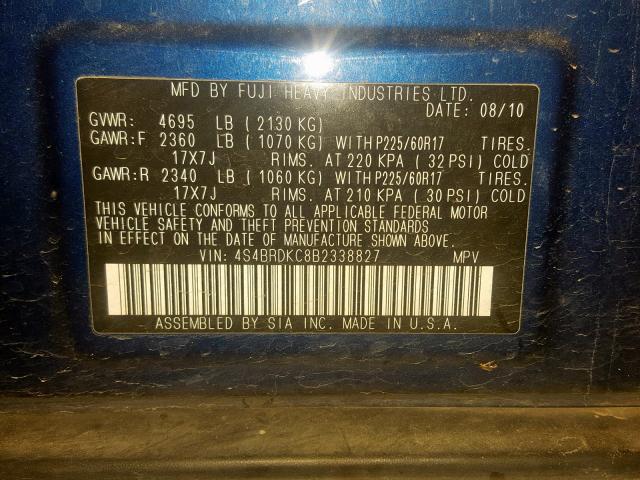 MFD BY FUJI HEAVY INDUSTRIES LTD.
DATE: 08/10
GVWR: 4695 LB (2130 KG)
GAWR:F 2360 LB (1070 KG) WITH P225/60R17 TIRES.
17X7J RIMS. AT 220 KPA (32 PSI) COLD
GAWR:R 2340 LB (1060 KG) WITH P225/60R17 TIRES.
17X7J RIMS. AT 210 KPA (30 PSI) COLD
THIS VEHICLE CONFORMS TO ALL APPLICABLE FEDERAL MOTOR
VEHICLE SAFETY AND THEFT PREVENTION STANDARDS
IN EFFECT ON THE DATE OF MANUFACTURE SHOWN ABOVE.
VIN: 4S4BRDKC8B2338827 MPV
ASSEMBLED BY SIA INC. MADE IN U.S.A.